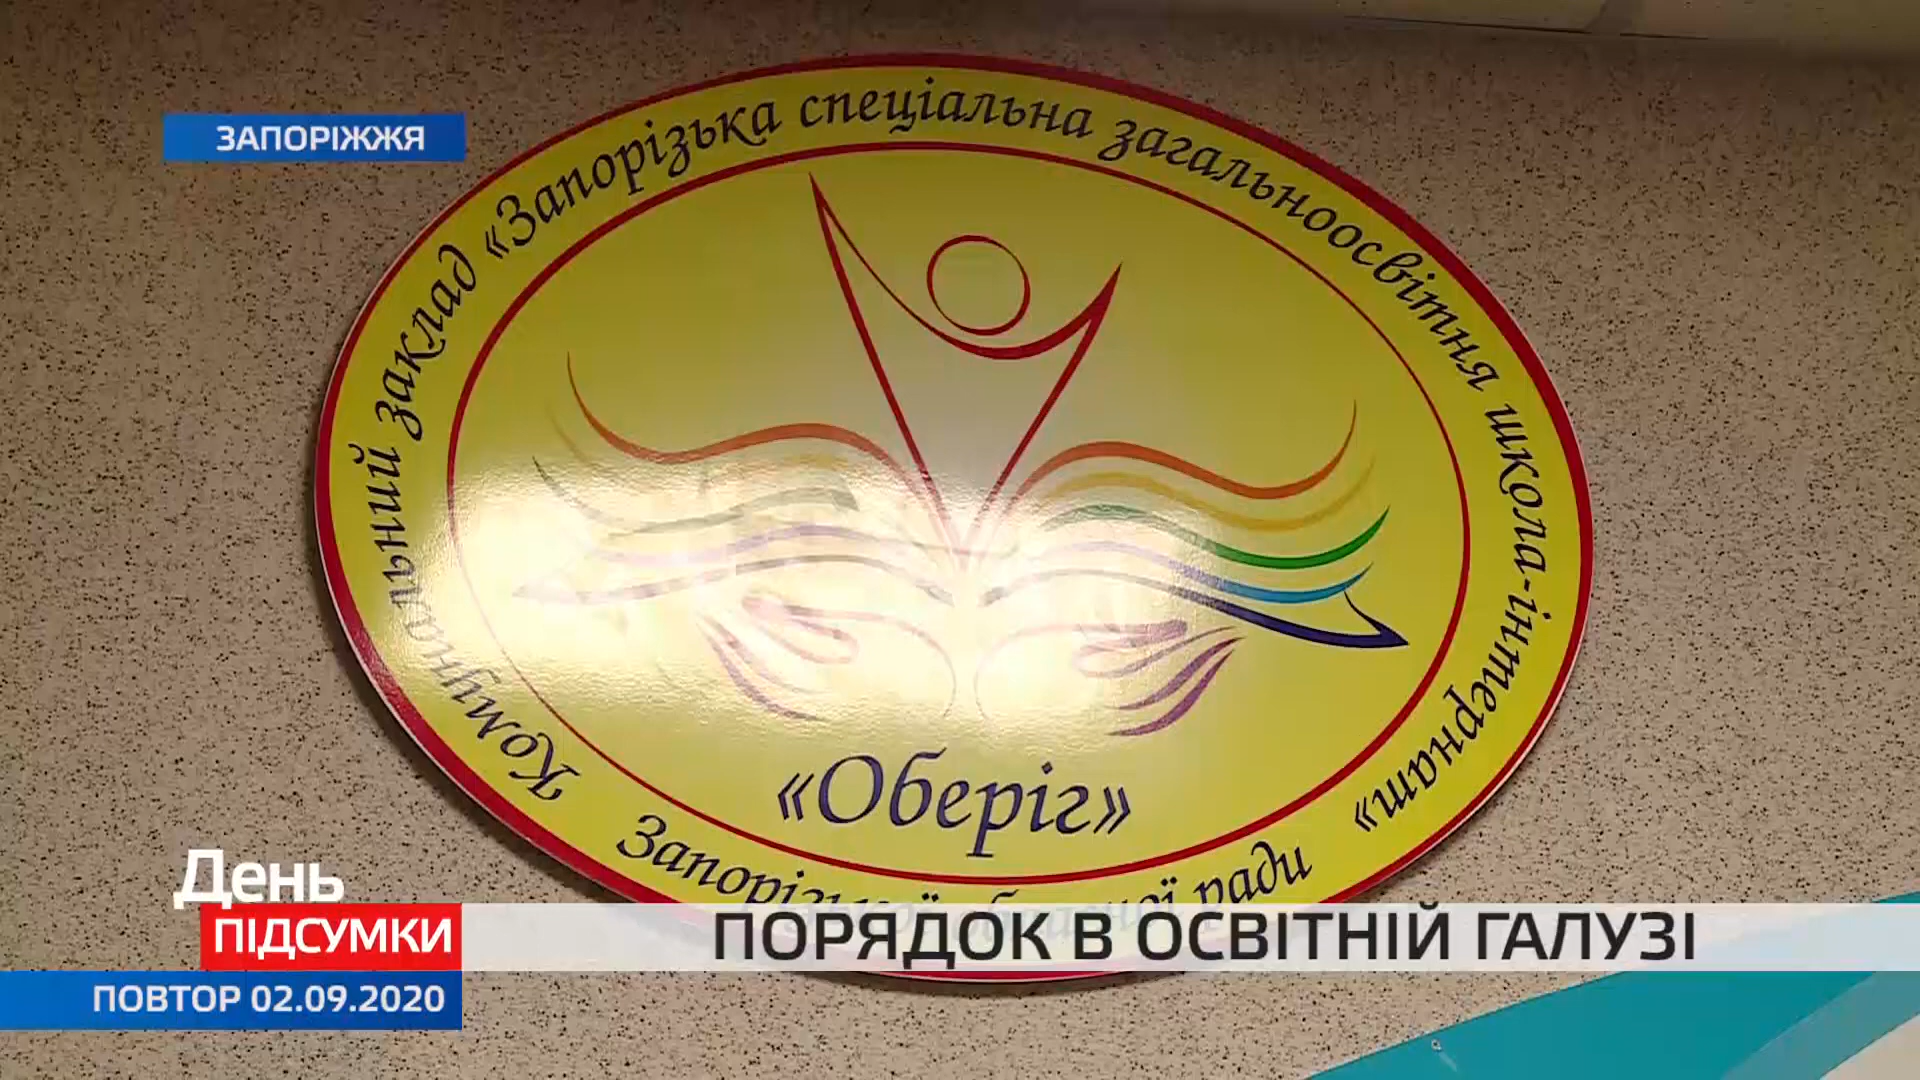 ЗАПОРІЖЖЯ
Комунальний заклад «Запорізька спеціальна загальноосвітня школа-інтернат»
«Оберіг»
Запорізької обласної ради
День
ПІДСУМКИ
ПОРЯДОК В ОСВІТНІЙ ГАЛУЗІ
ПОВТОР 02.09.2020